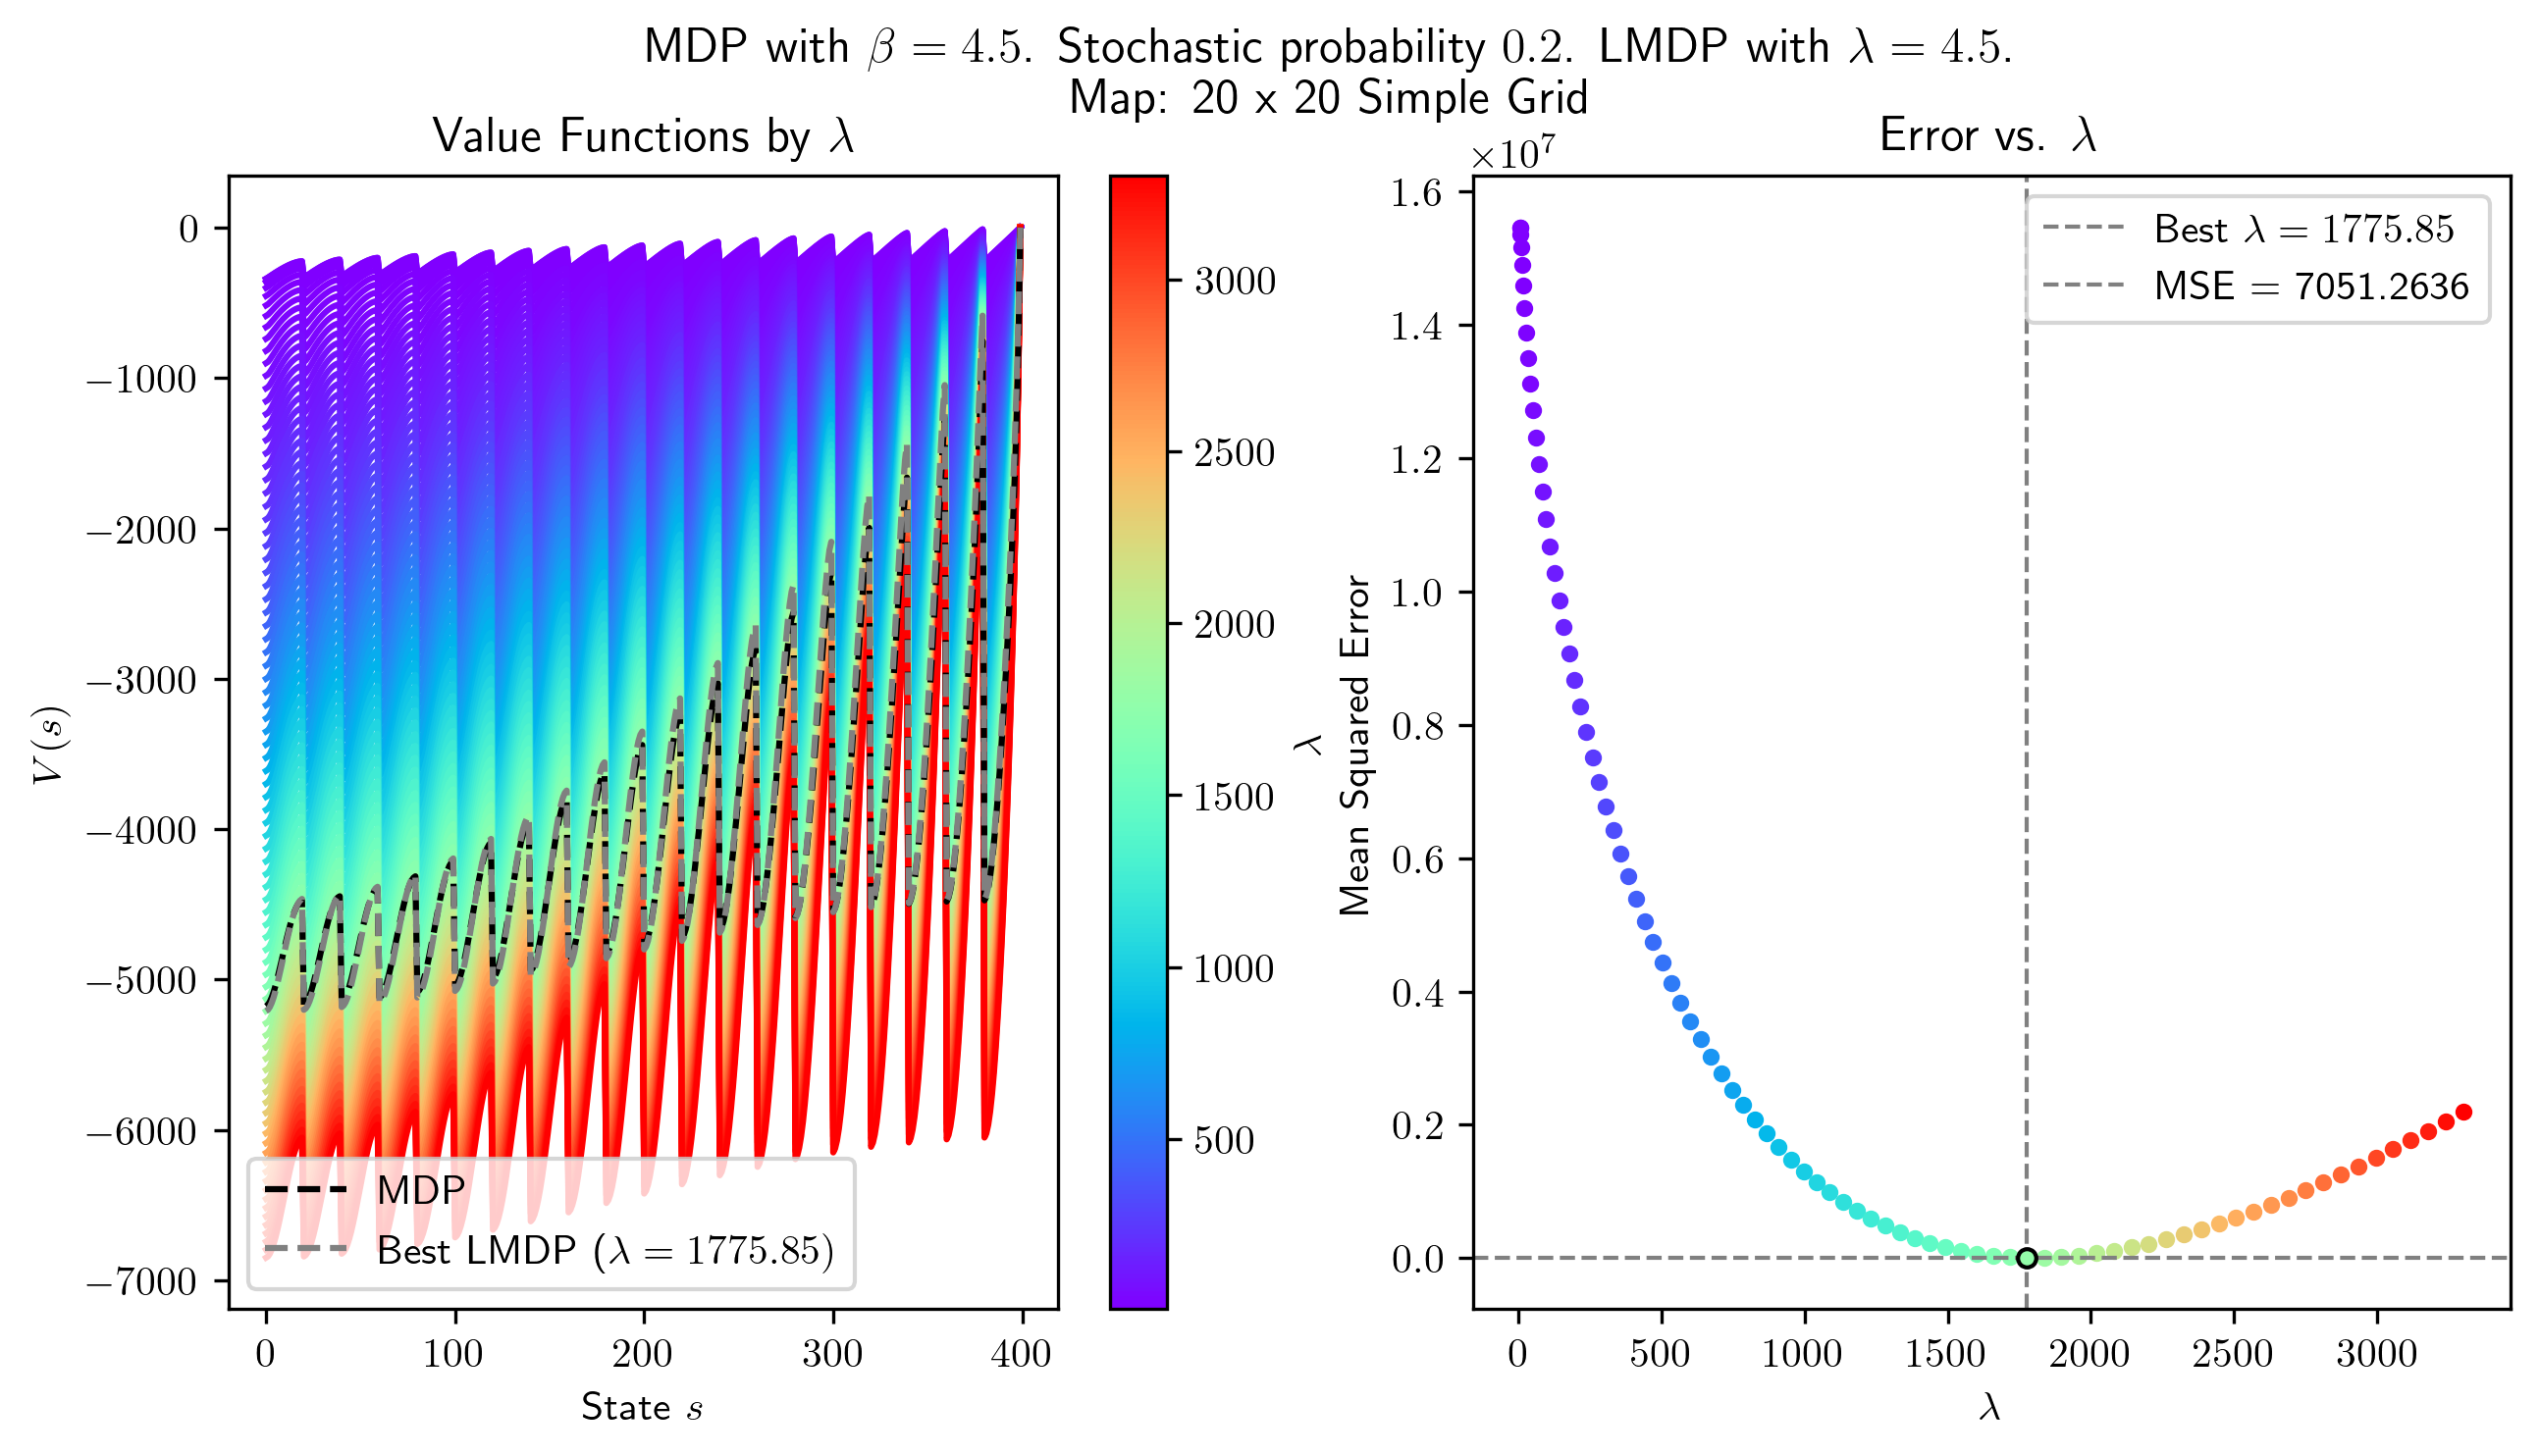 MDP with β = 4.5. Stochastic probability 0.2. LMDP with λ = 4.5.
Map: 20 x 20 Simple Grid
Value Functions by λ
0
−1000
−2000
−3000
−4000
−5000
−6000
−7000
V(s)
0 100 200 300 400
State s
MDP
Best LMDP (λ = 1775.85)
3000
2500
2000
1500
1000
500
λ
Error vs. λ
×10⁷
1.6
1.4
1.2
1.0
0.8
0.6
0.4
0.2
0.0
Mean Squared Error
0 500 1000 1500 2000 2500 3000
λ
Best λ = 1775.85
MSE = 7051.2636